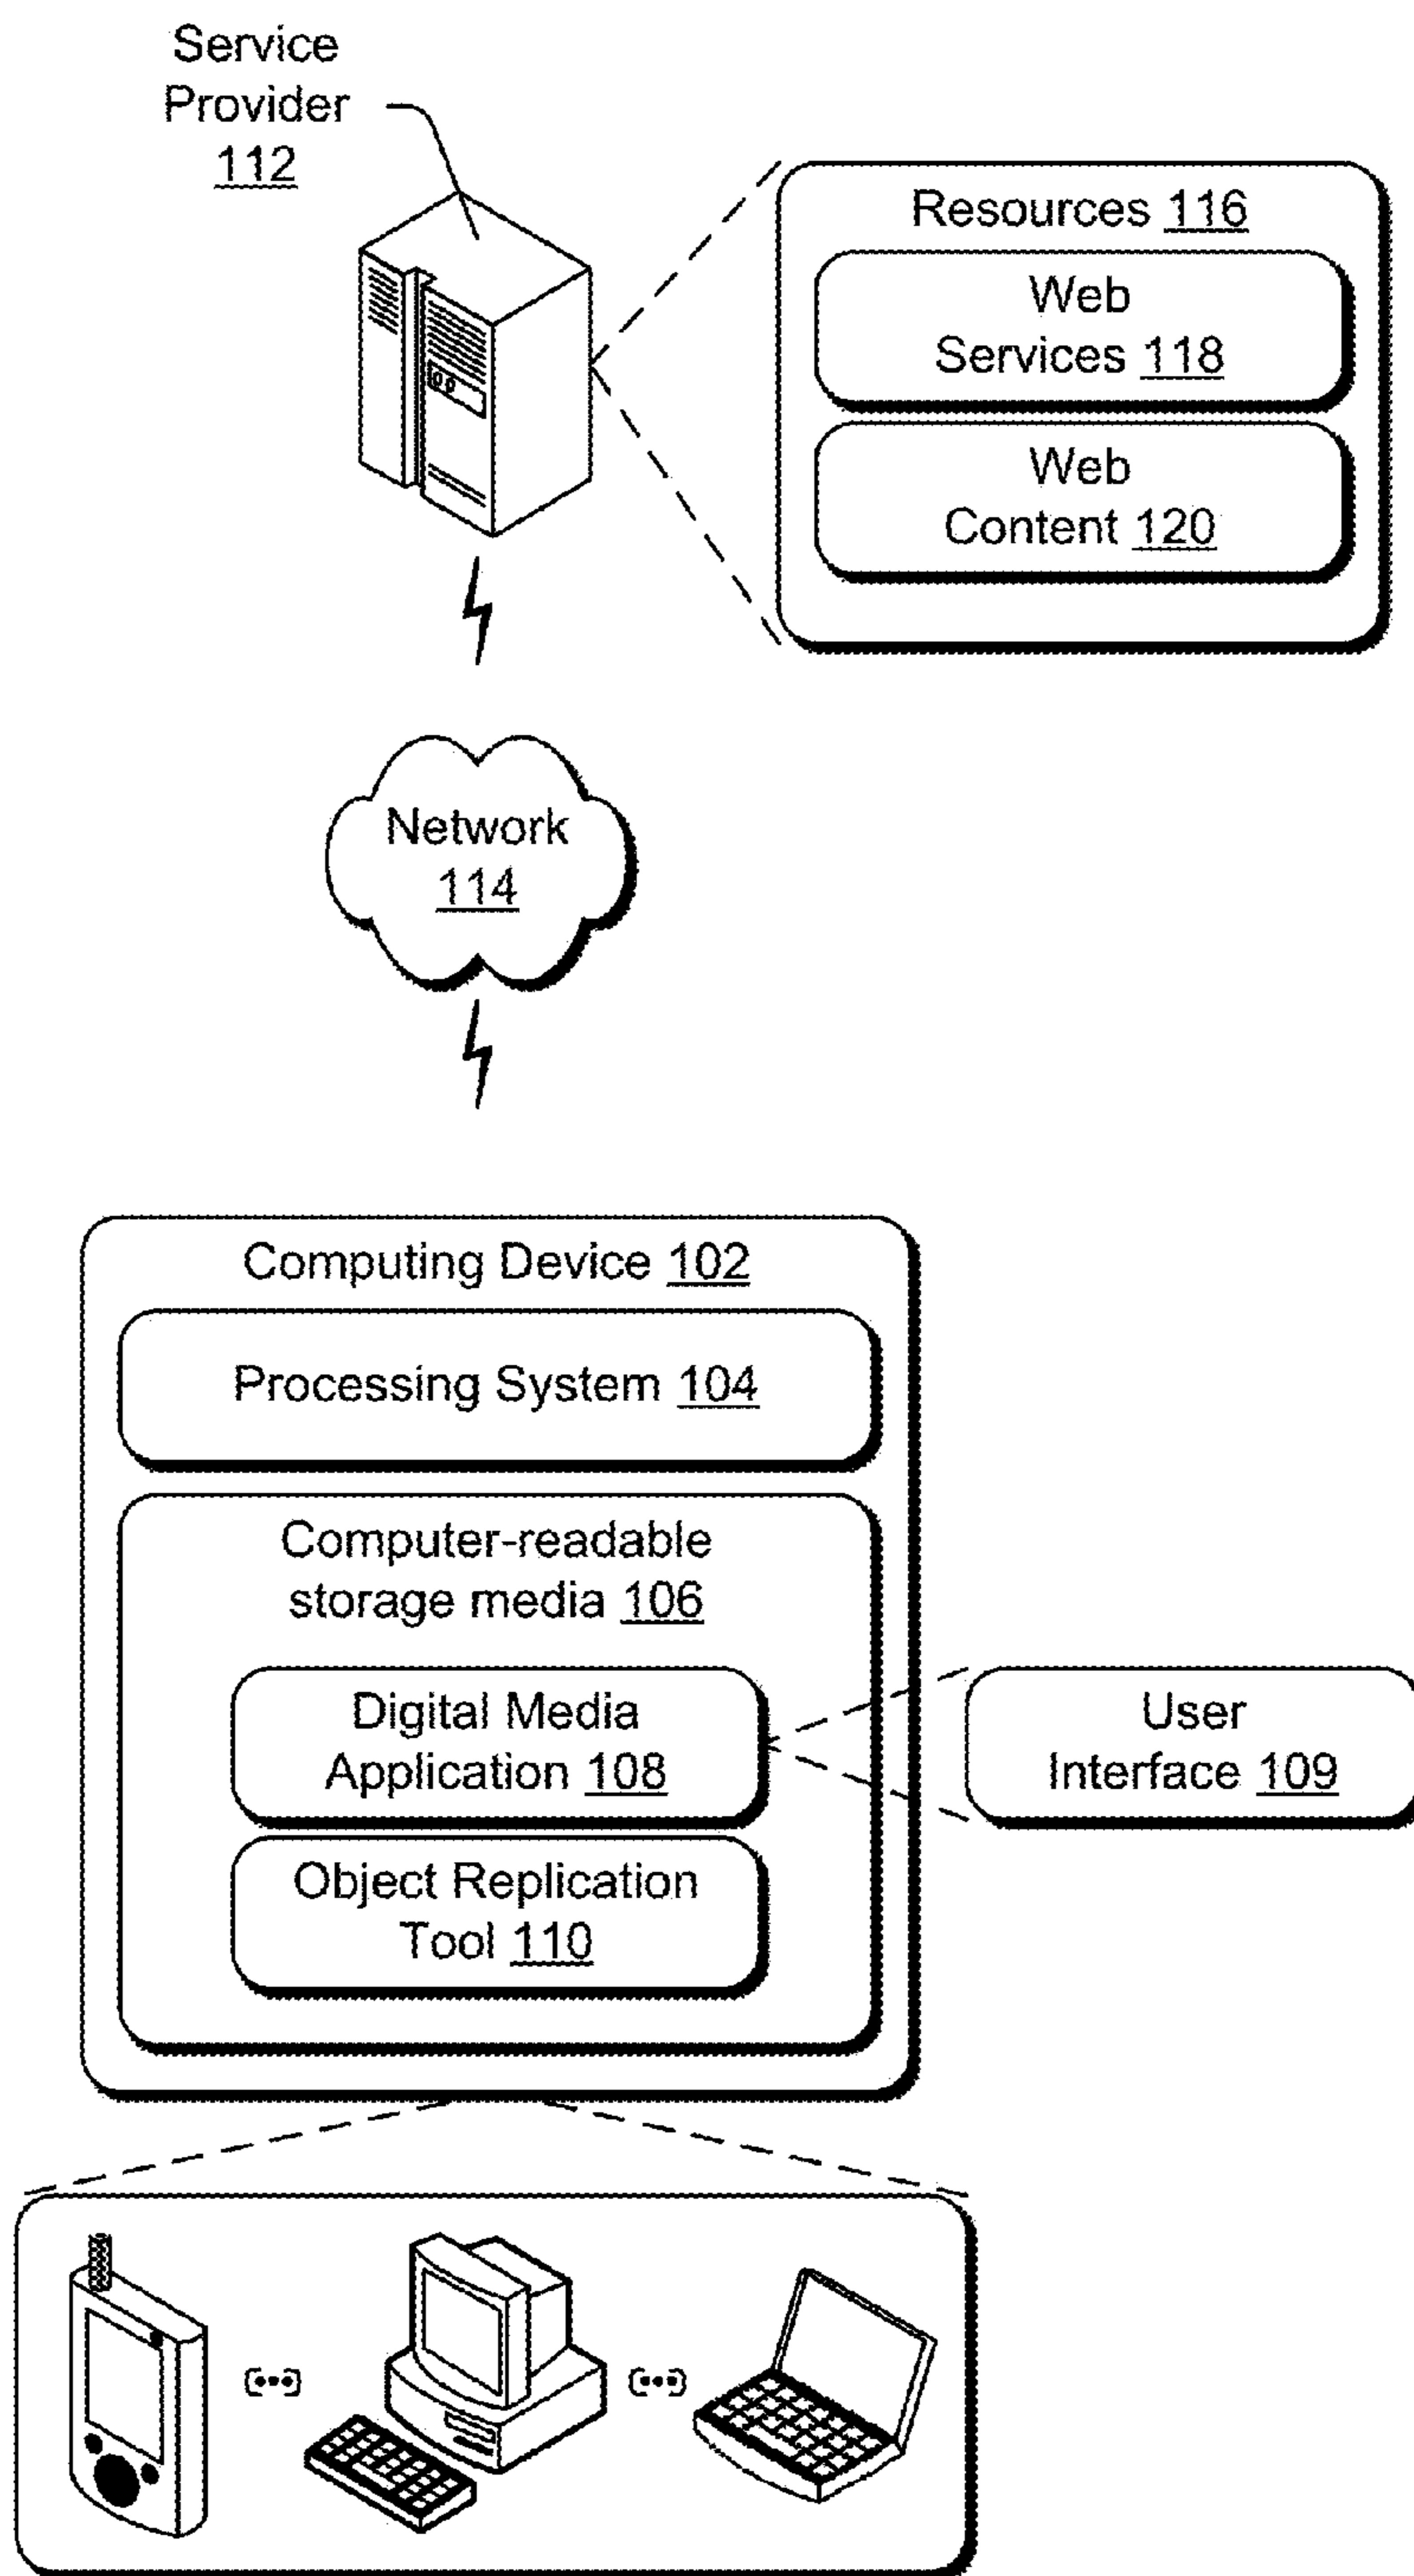 Service
Provider
112
Resources 116
Web
Services 118
Web
Content 120
Network
114
Computing Device 102
Processing System 104
Computer-readable
storage media 106
Digital Media
Application 108
User
Interface 109
Object Replication
Tool 110